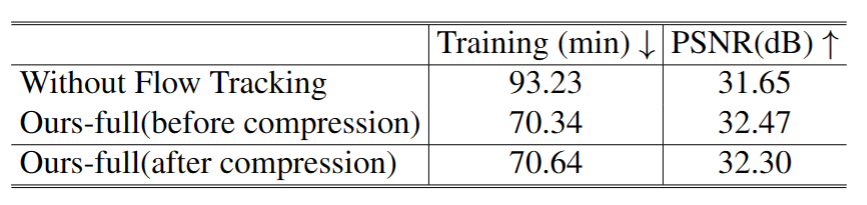 Training (min) ↓ PSNR(dB) ↑
Without Flow Tracking 93.23 31.65
Ours-full(before compression) 70.34 32.47
Ours-full(after compression) 70.64 32.30